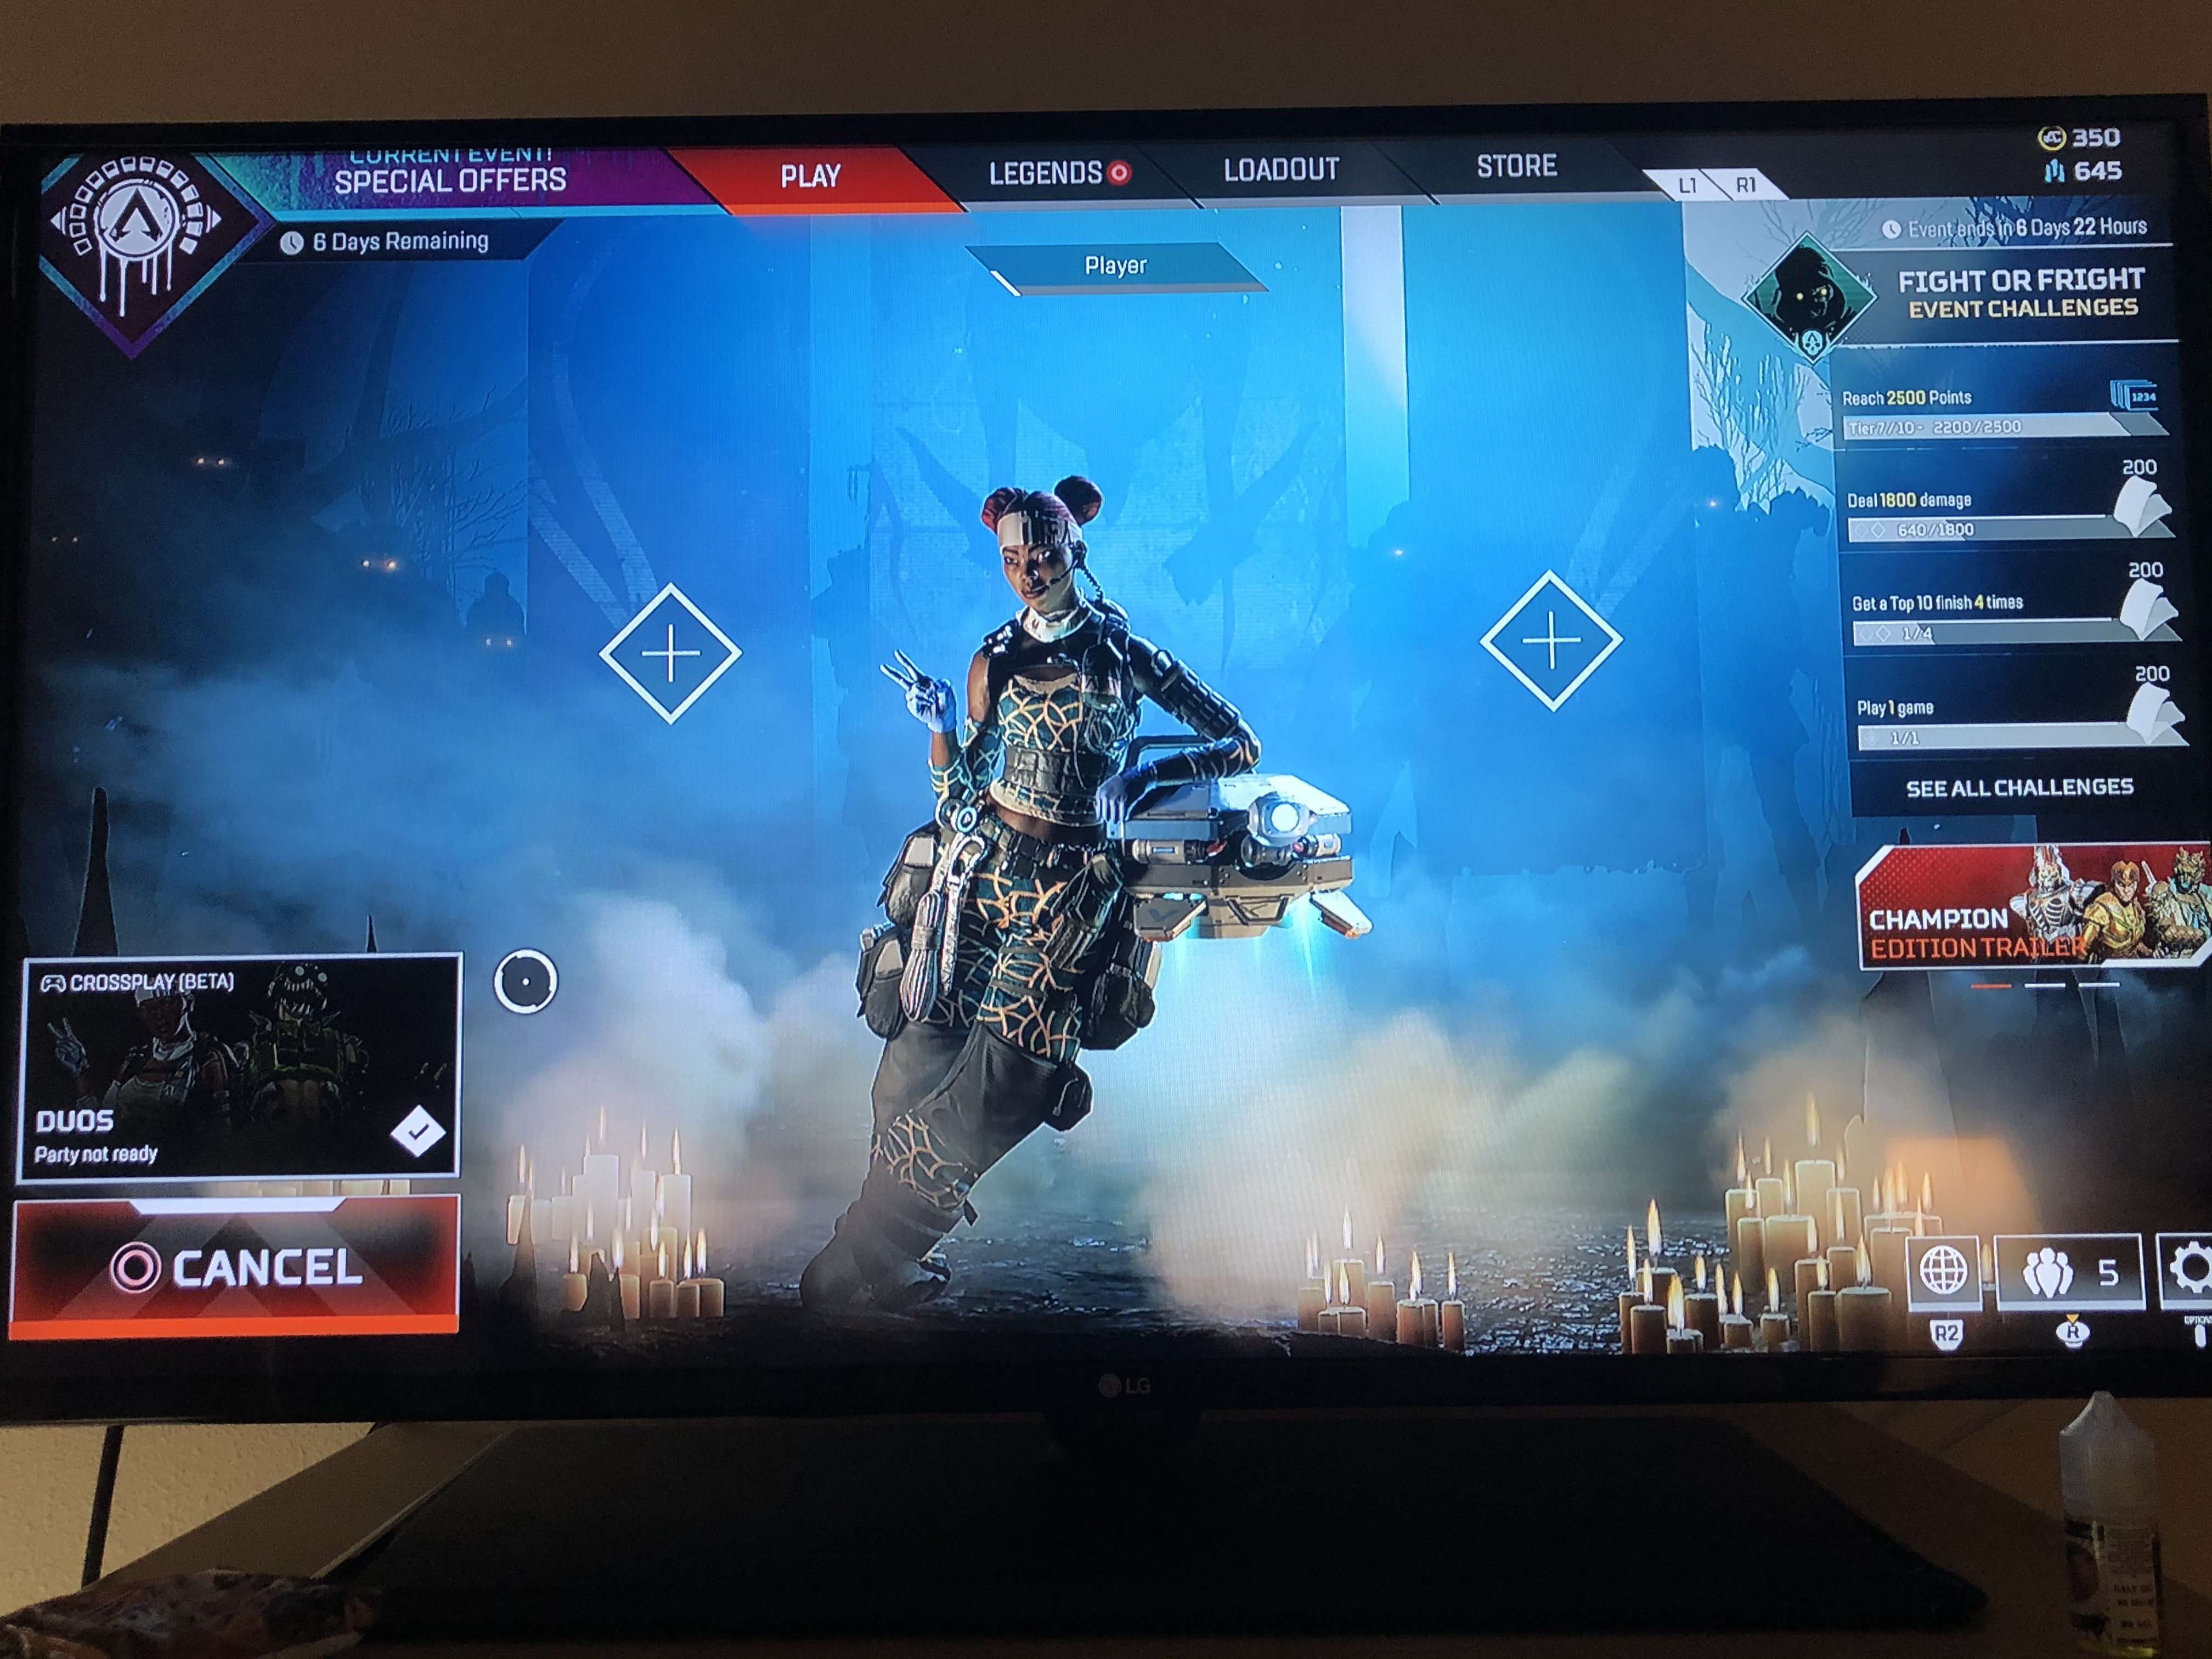 CURRENT EVENT!
SPECIAL OFFERS
PLAY
LEGENDS
LOADOUT
STORE
L1 R1
350
645
6 Days Remaining
Player
Event ends in 6 Days 22 Hours
FIGHT OR FRIGHT
EVENT CHALLENGES
Reach 2500 Points
1234
Tier 7/10 - 2200/2500
200
Deal 1800 damage
640/1800
200
Get a Top 10 finish 4 times
1/4
200
Play 1 game
1/1
SEE ALL CHALLENGES
CHAMPION
EDITION TRAILER
CROSSPLAY (BETA)
DUOS
Party not ready
CANCEL
5
R2
R
LG